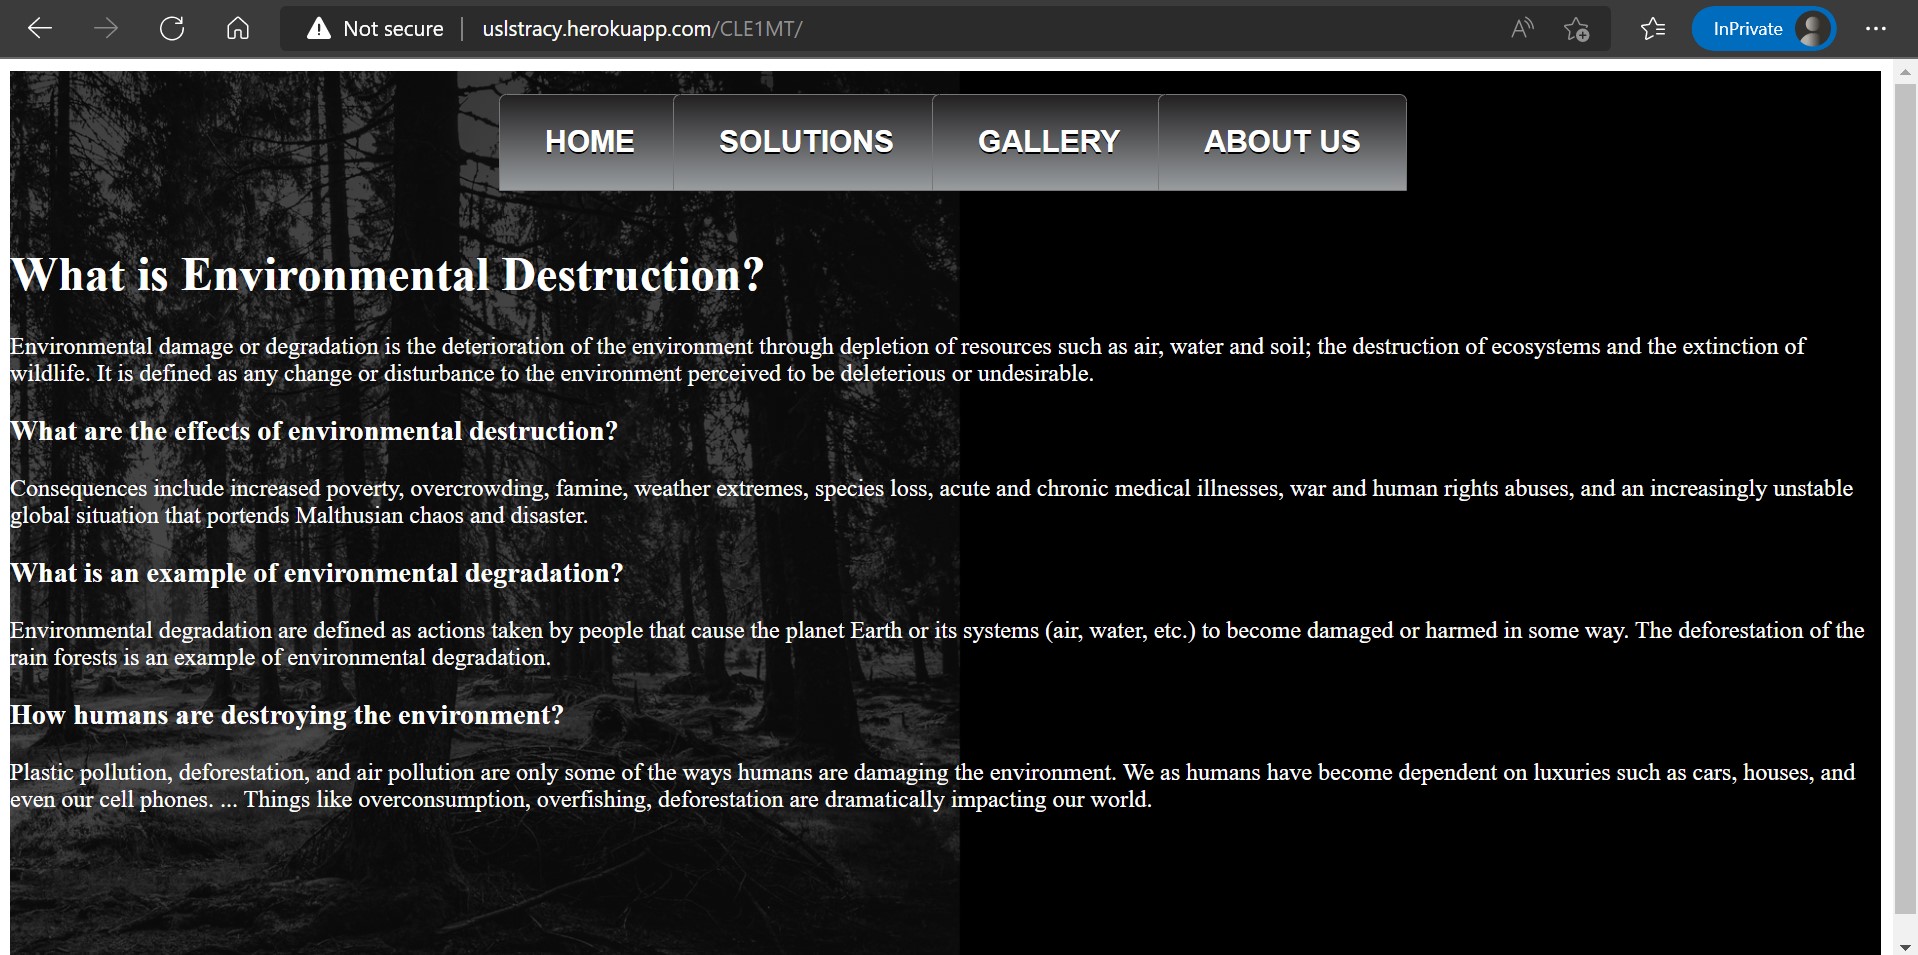 Not secure | uslstracy.herokuapp.com/CLE1MT/ InPrivate
HOME SOLUTIONS GALLERY ABOUT US
What is Environmental Destruction?
Environmental damage or degradation is the deterioration of the environment through depletion of resources such as air, water and soil; the destruction of ecosystems and the extinction of
wildlife. It is defined as any change or disturbance to the environment perceived to be deleterious or undesirable.
What are the effects of environmental destruction?
Consequences include increased poverty, overcrowding, famine, weather extremes, species loss, acute and chronic medical illnesses, war and human rights abuses, and an increasingly unstable
global situation that portends Malthusian chaos and disaster.
What is an example of environmental degradation?
Environmental degradation are defined as actions taken by people that cause the planet Earth or its systems (air, water, etc.) to become damaged or harmed in some way. The deforestation of the
rain forests is an example of environmental degradation.
How humans are destroying the environment?
Plastic pollution, deforestation, and air pollution are only some of the ways humans are damaging the environment. We as humans have become dependent on luxuries such as cars, houses, and
even our cell phones. ... Things like overconsumption, overfishing, deforestation are dramatically impacting our world.